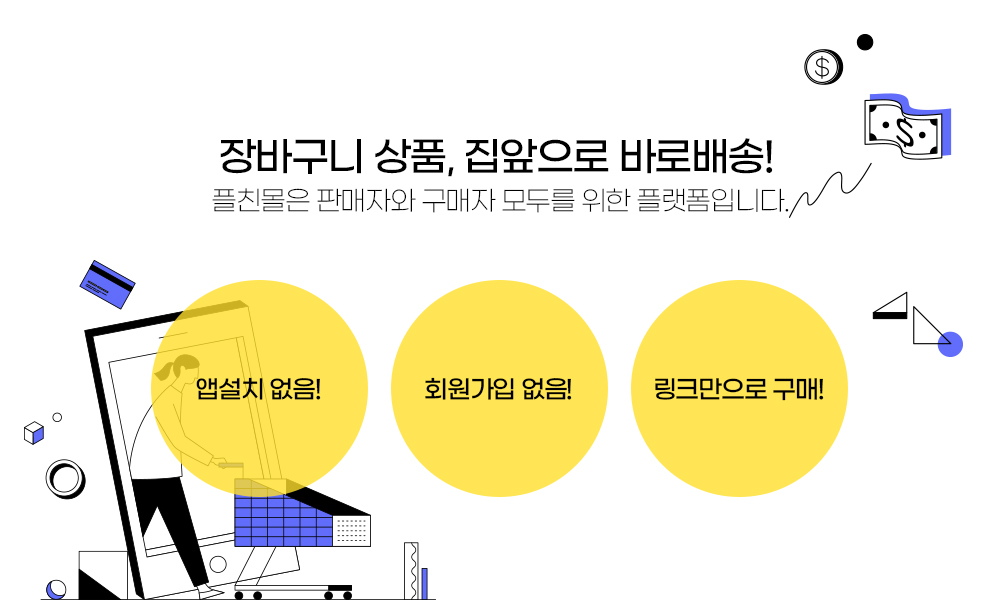 장바구니 상품, 집앞으로 바로배송!
플친몰은 판매자와 구매자 모두를 위한 플랫폼입니다.
앱설치 없음!
회원가입 없음!
링크만으로 구매!